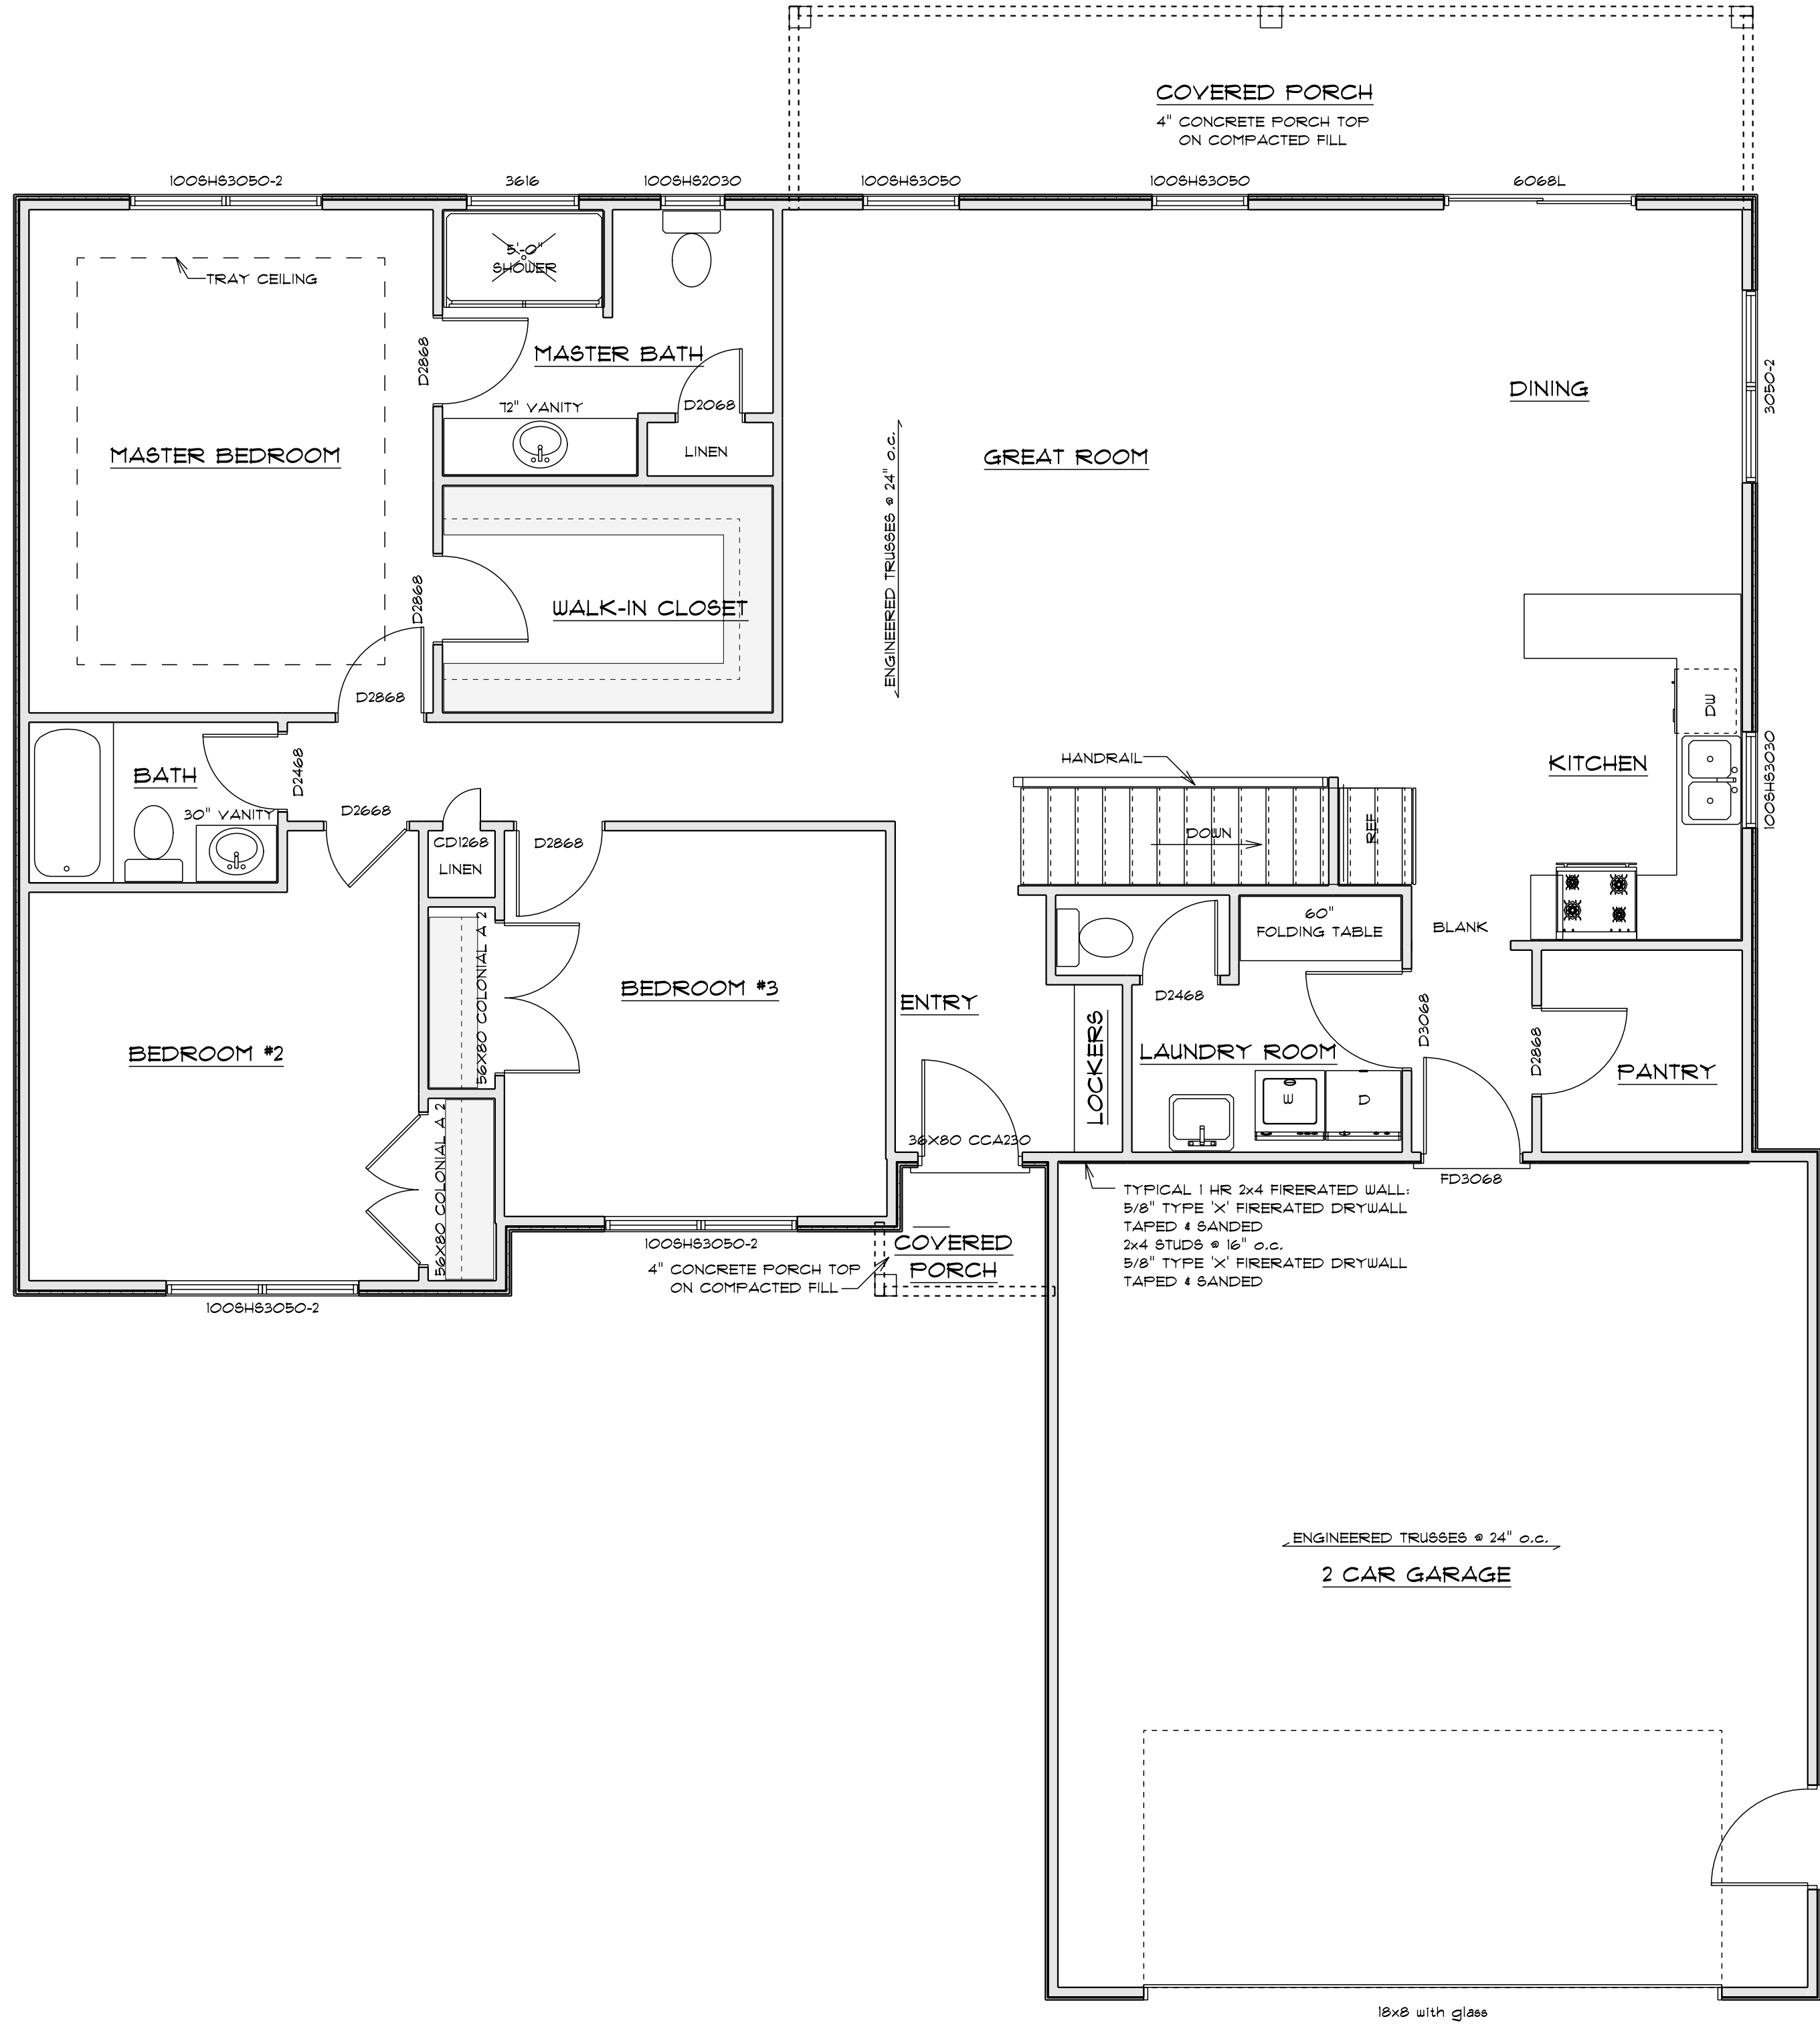 COVERED PORCH
4" CONCRETE PORCH TOP
ON COMPACTED FILL
100SHS3050-2
3616
100SHS2030
100SHS3050
100SHS3050
6068L
5'-0"
SHOWER
TRAY CEILING
D2868
MASTER BATH
3050-2
DINING
72" VANITY
D2068
LINEN
MASTER BEDROOM
GREAT ROOM
ENGINEERED TRUSSES @ 24" o.c.
D2868
WALK-IN CLOSET
D2868
DW
HANDRAIL
KITCHEN
100SHS3030
BATH
D2468
30" VANITY
D2668
CD1268
LINEN
D2868
DOWN
REF
60"
FOLDING TABLE
BLANK
56X80 COLONIAL A 2
BEDROOM #3
ENTRY
D2468
LOCKERS
D3068
D2868
BEDROOM #2
LAUNDRY ROOM
PANTRY
W
D
36X80 CCA230
56X80 COLONIAL A 2
FD3068
TYPICAL 1 HR 2x4 FIRERATED WALL:
5/8" TYPE 'X' FIRERATED DRYWALL
TAPED & SANDED
2x4 STUDS @ 16" o.c.
5/8" TYPE 'X' FIRERATED DRYWALL
TAPED & SANDED
100SHS3050-2
COVERED
PORCH
4" CONCRETE PORCH TOP
ON COMPACTED FILL
100SHS3050-2
ENGINEERED TRUSSES @ 24" o.c.
2 CAR GARAGE
18x8 with glass